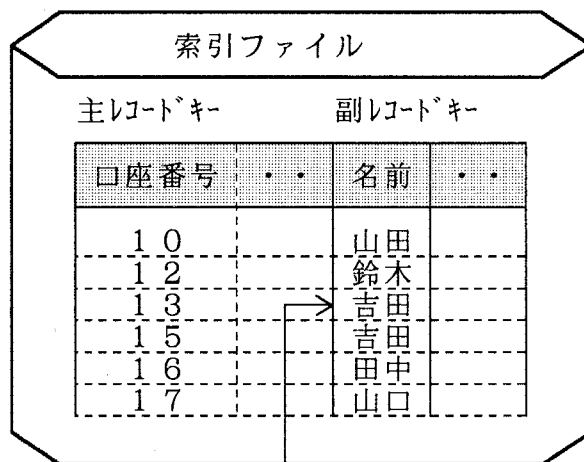 索引ファイル
主ﾚｺｰﾄﾞｷｰ 副ﾚｺｰﾄﾞｷｰ
口座番号 ・・ 名前 ・・
10 山田
12 鈴木
13 吉田
15 吉田
16 田中
17 山口